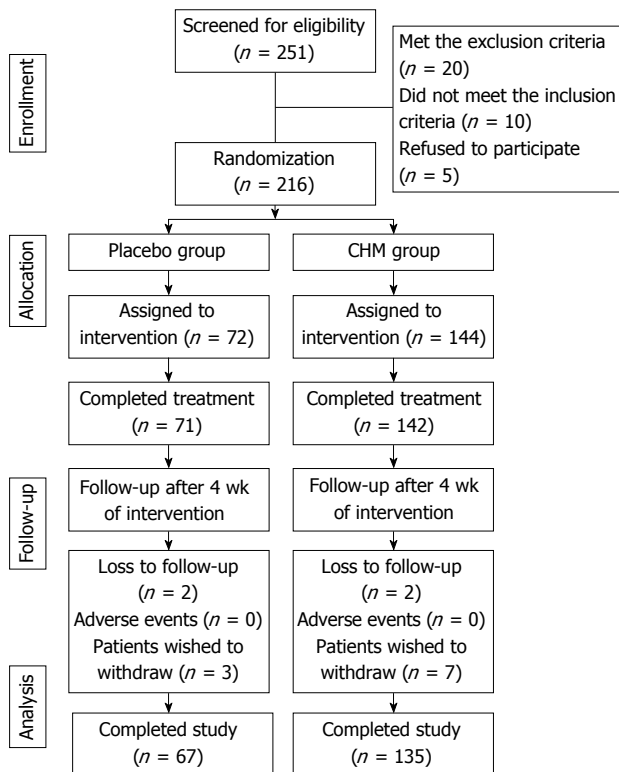 Enrollment
Screened for eligibility
(n = 251)
Met the exclusion criteria
(n = 20)
Did not meet the inclusion
criteria (n = 10)
Refused to participate
(n = 5)
Randomization
(n = 216)
Allocation
Placebo group
CHM group
Assigned to
intervention (n = 72)
Assigned to
intervention (n = 144)
Completed treatment
(n = 71)
Completed treatment
(n = 142)
Follow-up
Follow-up after 4 wk
of intervention
Follow-up after 4 wk
of intervention
Loss to follow-up
(n = 2)
Adverse events (n = 0)
Patients wished to
withdraw (n = 3)
Loss to follow-up
(n = 2)
Adverse events (n = 0)
Patients wished to
withdraw (n = 7)
Analysis
Completed study
(n = 67)
Completed study
(n = 135)